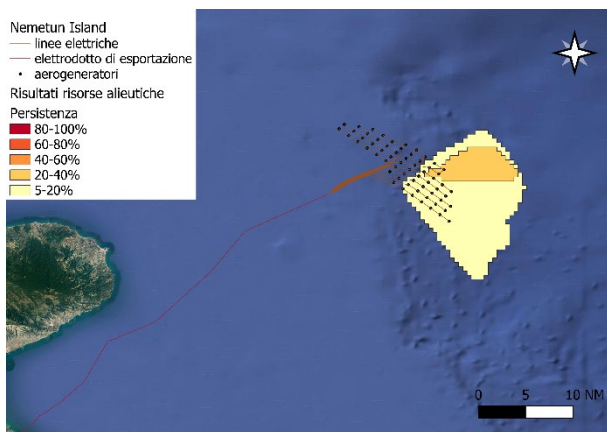 Nemetun Island
linee elettriche
elettrodotto di esportazione
aerogeneratori
Risultati risorse alieutiche
Persistenza
80-100%
60-80%
40-60%
20-40%
5-20%
0 5 10 NM